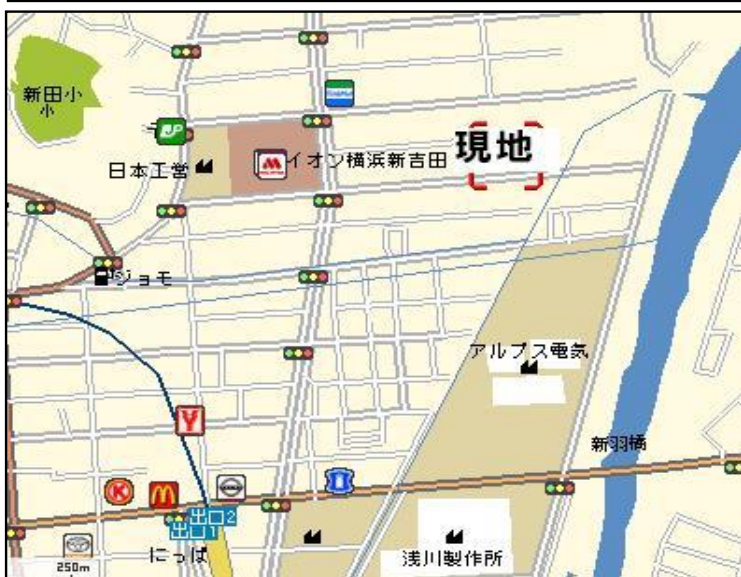 新田小
小
日本工営
イオン横浜新吉田
現地
ジョモ
アルプス電気
新羽橋
K
出口2
出口1
にっぱ
浅川製作所
250m